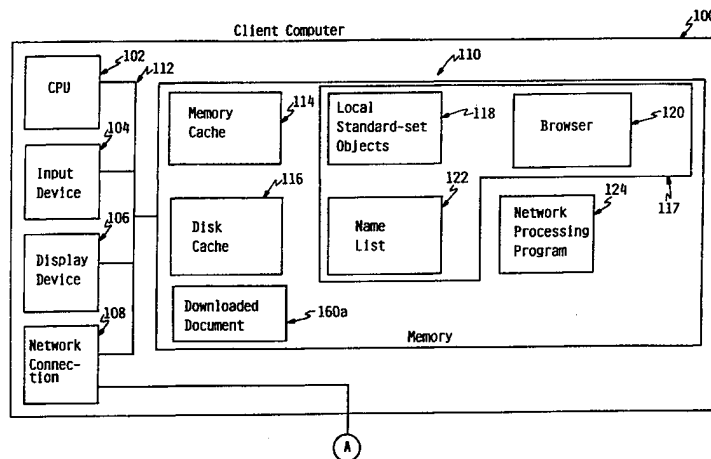 Client Computer
100
102
112
110
CPU
Memory
Cache
114
Local
Standard-set
Objects
118
Browser
120
104
Input
Device
116
122
124
117
106
Disk
Cache
Name
List
Network
Processing
Program
Display
Device
108
Downloaded
Document
160a
Network
Connec-
tion
Memory
A